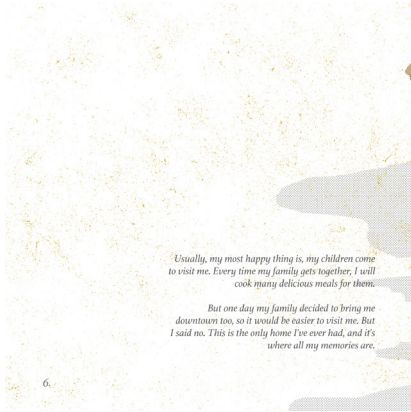 Usually, my most happy thing is, my children come
to visit me. Every time my family gets together, I will
cook many delicious meals for them.
But one day my family decided to bring me
downtown too, so it would be easier to visit me. But
I said no. This is the only home I've ever had, and it's
where all my memories are.
6.